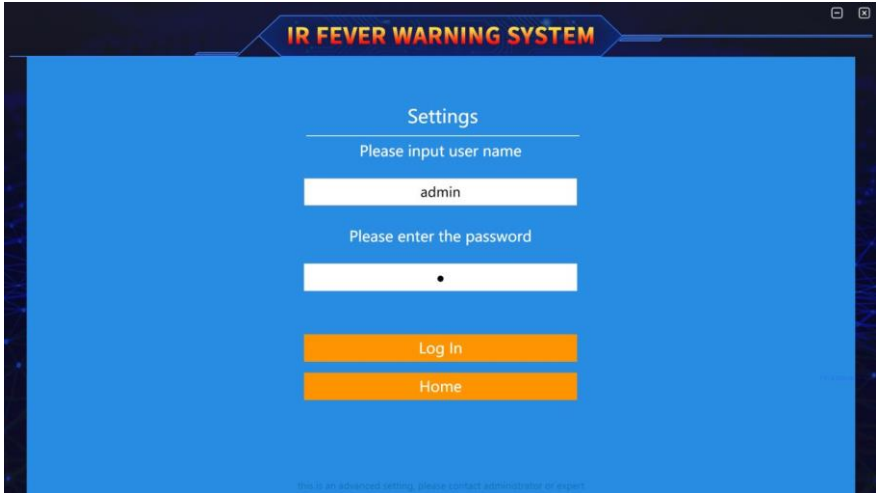 IR FEVER WARNING SYSTEM
Settings
Please input user name
admin
Please enter the password
●
Log In
Home
this is an advanced setting, please contact administrator or expert